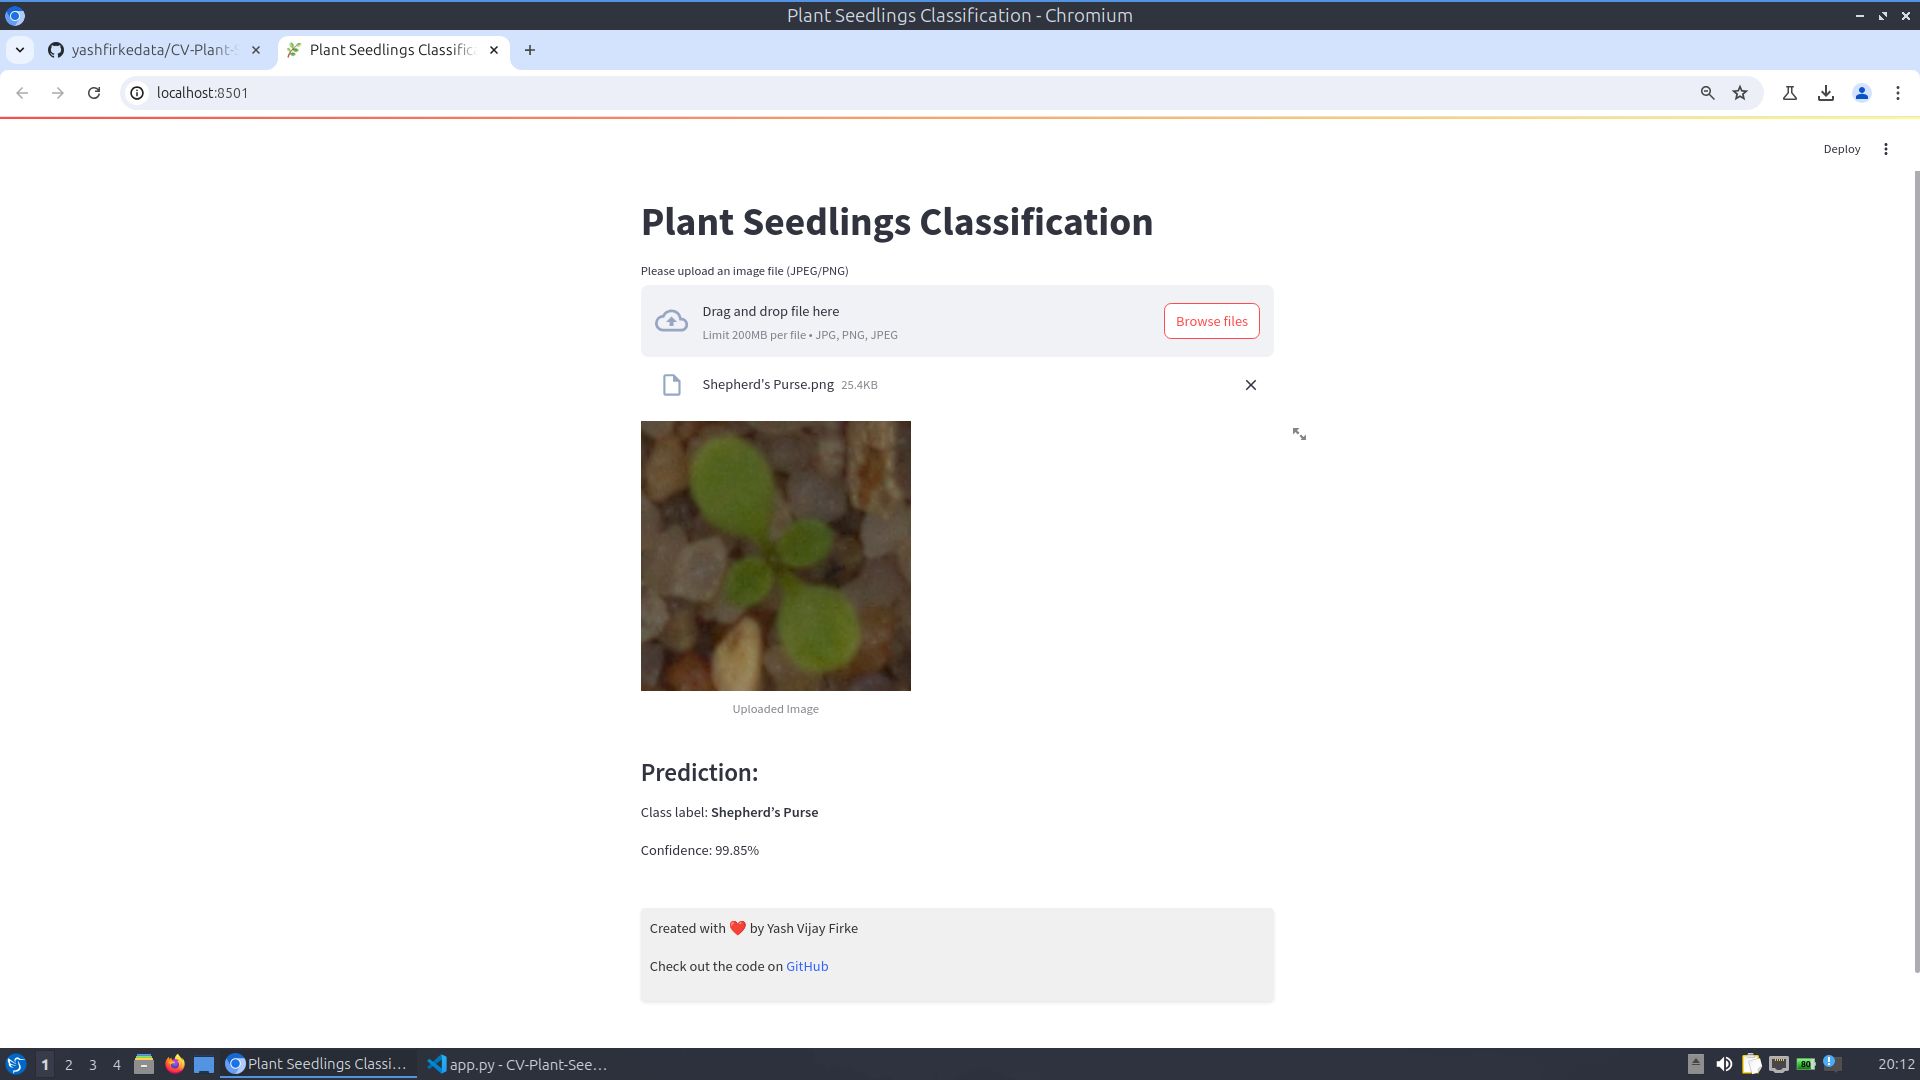 Plant Seedlings Classification - Chromium
yashfirkedata/CV-Plant-S
Plant Seedlings Classific
localhost:8501
Deploy
Plant Seedlings Classification
Please upload an image file (JPEG/PNG)
Drag and drop file here
Limit 200MB per file • JPG, PNG, JPEG
Browse files
Shepherd's Purse.png 25.4KB
Uploaded Image
Prediction:
Class label: Shepherd’s Purse
Confidence: 99.85%
Created with ❤️ by Yash Vijay Firke
Check out the code on GitHub
1 2 3 4 Plant Seedlings Classi... app.py - CV-Plant-See... 80 20:12